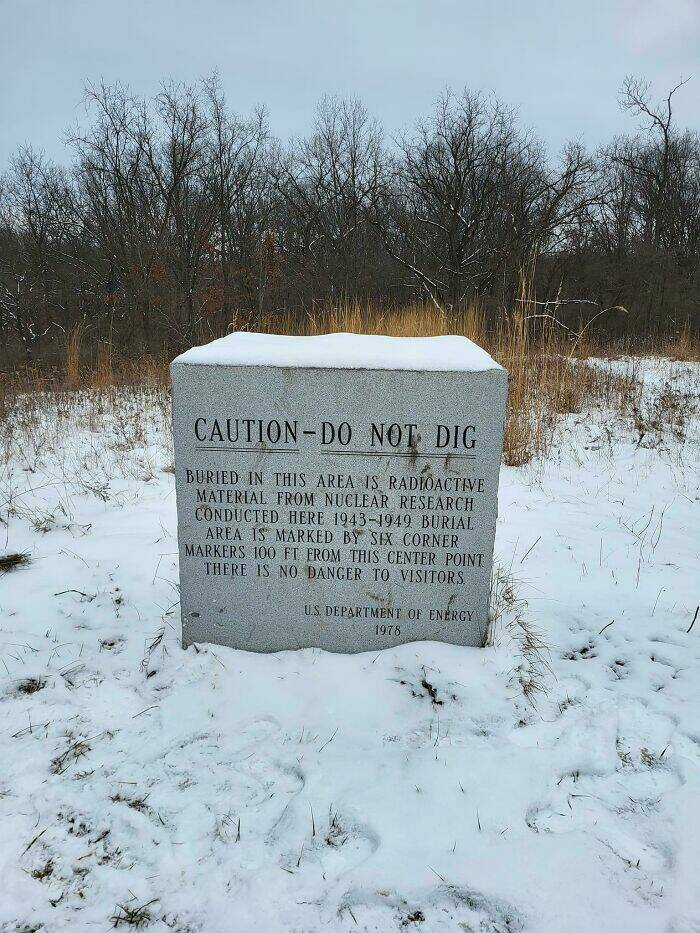 CAUTION-DO NOT DIG
BURIED IN THIS AREA IS RADIOACTIVE
MATERIAL FROM NUCLEAR RESEARCH
CONDUCTED HERE 1943-1949 BURIAL
AREA IS MARKED BY SIX CORNER
MARKERS 100 FT FROM THIS CENTER POINT
THERE IS NO DANGER TO VISITORS
U.S. DEPARTMENT OF ENERGY
1978